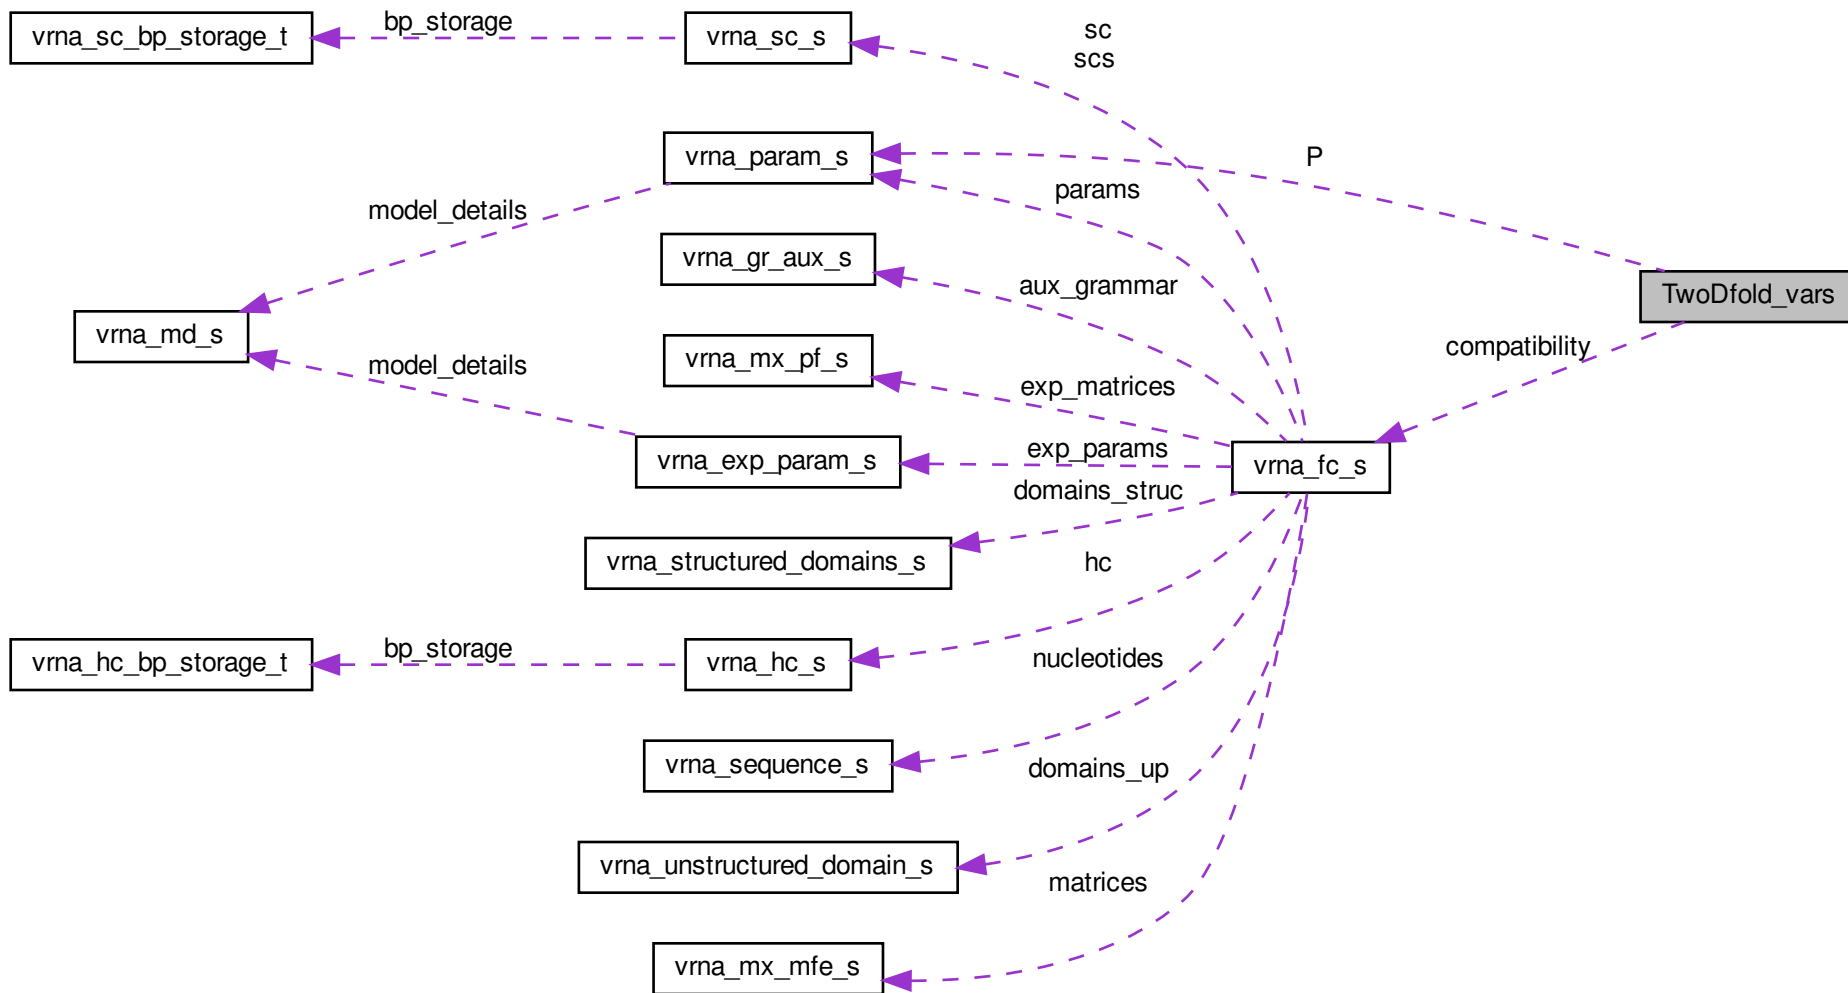 vrna_sc_bp_storage_t
bp_storage
vrna_sc_s
sc
scs
vrna_param_s
P
params
model_details
vrna_gr_aux_s
aux_grammar
TwoDfold_vars
vrna_md_s
vrna_mx_pf_s
compatibility
model_details
exp_matrices
vrna_exp_param_s
exp_params
vrna_fc_s
domains_struc
vrna_structured_domains_s
hc
vrna_hc_bp_storage_t
bp_storage
vrna_hc_s
nucleotides
vrna_sequence_s
domains_up
vrna_unstructured_domain_s
matrices
vrna_mx_mfe_s